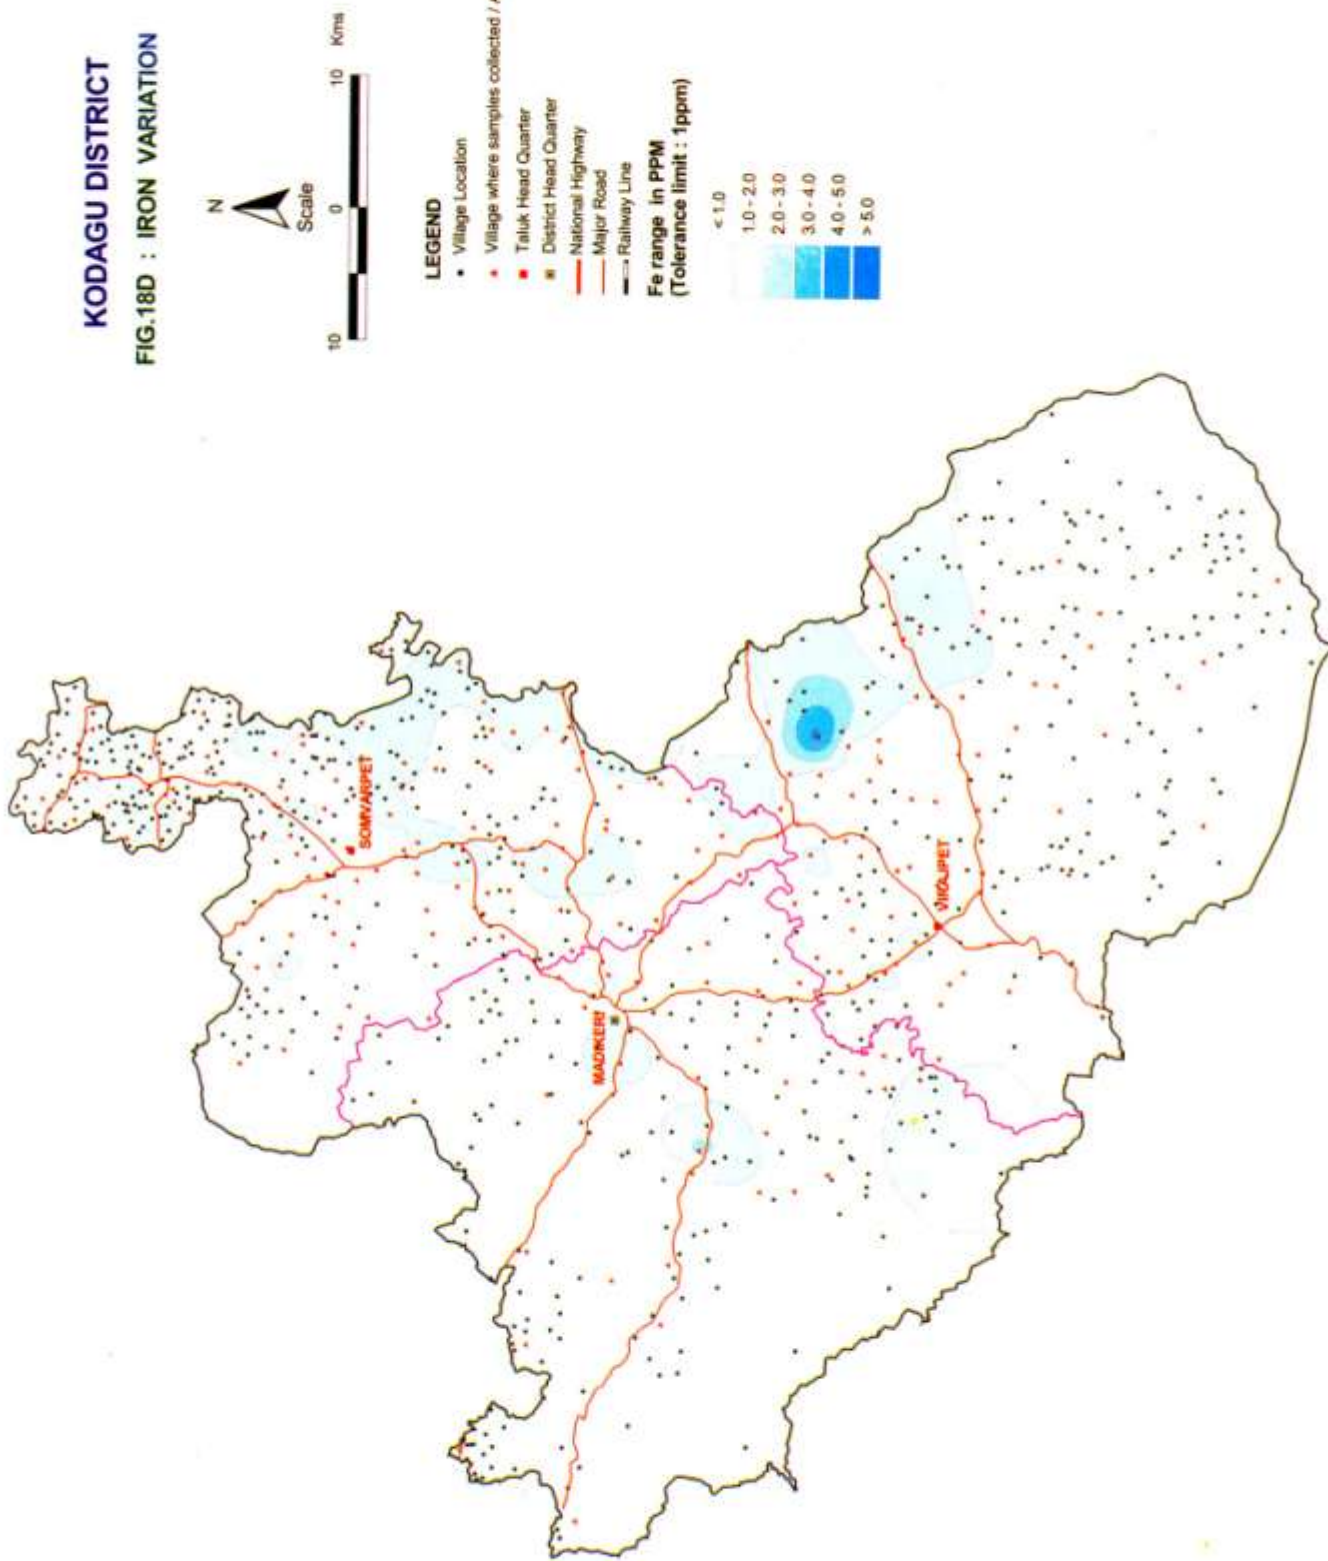 KODAGU DISTRICT
FIG.18D : IRON VARIATION
N
Scale
10 0 10 Kms
LEGEND
Village Location
Village where samples collected / A
Taluk Head Quarter
District Head Quarter
National Highway
Major Road
Railway Line
Fe range in PPM
(Tolerance limit : 1ppm)
< 1.0
1.0 - 2.0
2.0 - 3.0
3.0 - 4.0
4.0 - 5.0
> 5.0
SOMVARPET
MADIKERI
VIRAJPET